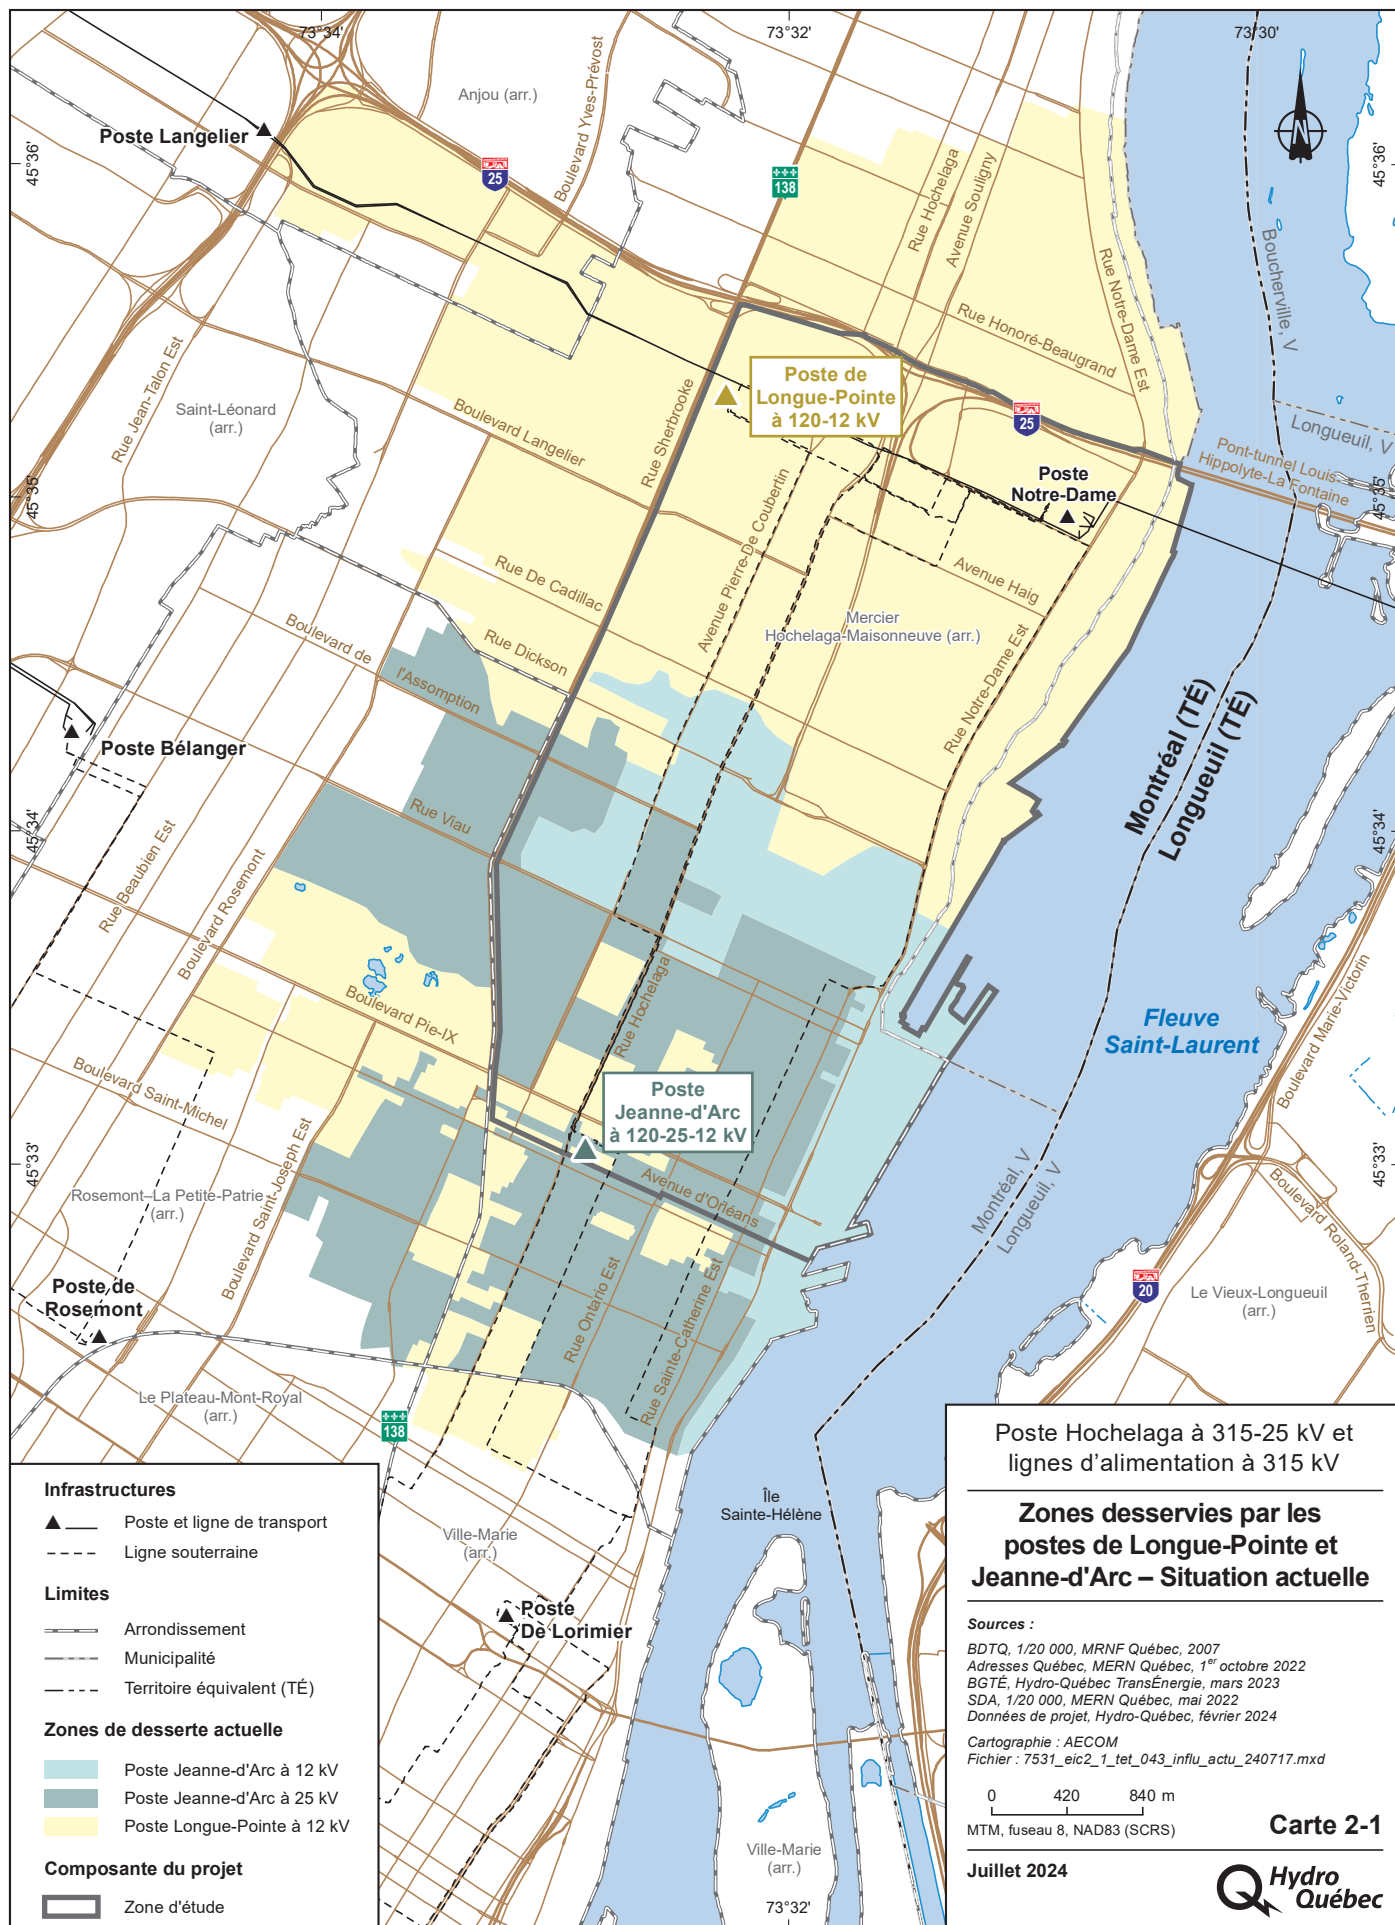 73°34'
73°32'
73°30'
Anjou (arr.)
Boulevard Yves-Prévost
Poste Langelier
45°36'
25
138
Rue Hochelaga
Avenue Souligny
N
45°36'
Boucherville, V
Rue Notre-Dame Est
Rue Honoré-Beaugrand
Rue Jean-Talon Est
Saint-Léonard
(arr.)
Boulevard Langelier
Rue Sherbrooke
Poste de
Longue-Pointe
à 120-12 kV
25
Longueuil, V
Pont-tunnel Louis-
Hippolyte-La Fontaine
45°35'
45°35'
Poste
Notre-Dame
Avenue Pierre-De Coubertin
Rue De Cadillac
Avenue Haig
Mercier
Hochelaga-Maisonneuve (arr.)
Rue Dickson
Boulevard de
l'Assomption
Rue Notre-Dame Est
Montréal (TÉ)
Longueuil (TÉ)
Poste Bélanger
Rue Viau
45°34'
45°34'
Rue Beaubien Est
Boulevard Rosemont
Boulevard Pie-IX
Rue Hochelaga
Fleuve
Saint-Laurent
Boulevard Marie-Victorin
Boulevard Saint-Michel
Poste
Jeanne-d'Arc
à 120-25-12 kV
45°33'
45°33'
Boulevard Saint-Joseph Est
Rosemont–La Petite-Patrie
(arr.)
Avenue d'Orléans
Montréal, V
Longueuil, V
Boulevard Roland-Therrien
Poste de
Rosemont
Rue Ontario Est
Rue Sainte-Catherine Est
20
Le Vieux-Longueuil
(arr.)
Le Plateau-Mont-Royal
(arr.)
138
Île
Sainte-Hélène
Ville-Marie
(arr.)
Poste
De Lorimier
Ville-Marie
(arr.)
73°32'
Infrastructures
Poste et ligne de transport
Ligne souterraine
Limites
Arrondissement
Municipalité
Territoire équivalent (TÉ)
Zones de desserte actuelle
Poste Jeanne-d'Arc à 12 kV
Poste Jeanne-d'Arc à 25 kV
Poste Longue-Pointe à 12 kV
Composante du projet
Zone d'étude
Poste Hochelaga à 315-25 kV et
lignes d'alimentation à 315 kV
Zones desservies par les
postes de Longue-Pointe et
Jeanne-d'Arc – Situation actuelle
Sources :
BDTQ, 1/20 000, MRNF Québec, 2007
Adresses Québec, MERN Québec, 1er octobre 2022
BGTÉ, Hydro-Québec TransÉnergie, mars 2023
SDA, 1/20 000, MERN Québec, mai 2022
Données de projet, Hydro-Québec, février 2024
Cartographie : AECOM
Fichier : 7531_eic2_1_tet_043_influ_actu_240717.mxd
0 420 840 m
MTM, fuseau 8, NAD83 (SCRS)
Carte 2-1
Juillet 2024
Hydro
Québec